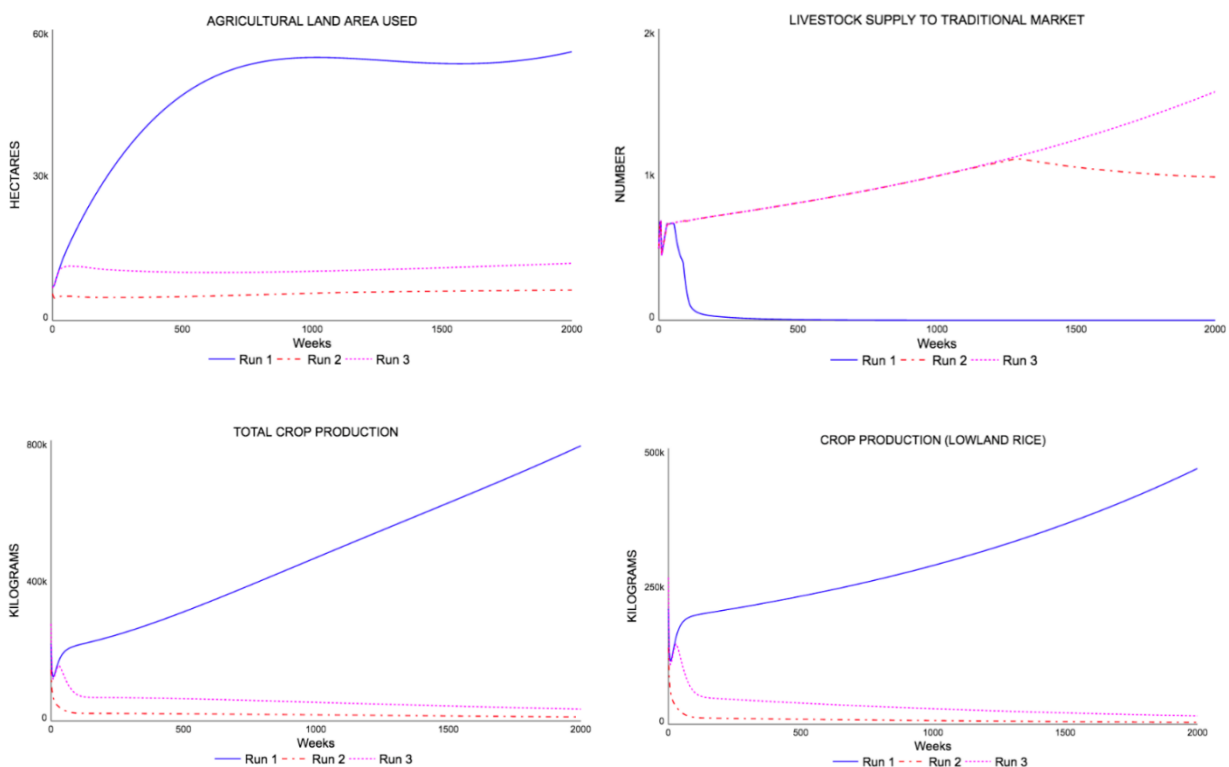 AGRICULTURAL LAND AREA USED
60k
30k
0
HECTARES
0 500 1000 1500 2000
Weeks
Run 1 Run 2 Run 3
LIVESTOCK SUPPLY TO TRADITIONAL MARKET
2k
1k
0
NUMBER
0 500 1000 1500 2000
Weeks
Run 1 Run 2 Run 3
TOTAL CROP PRODUCTION
800k
400k
0
KILOGRAMS
0 500 1000 1500 2000
Weeks
Run 1 Run 2 Run 3
CROP PRODUCTION (LOWLAND RICE)
500k
250k
0
KILOGRAMS
0 500 1000 1500 2000
Weeks
Run 1 Run 2 Run 3